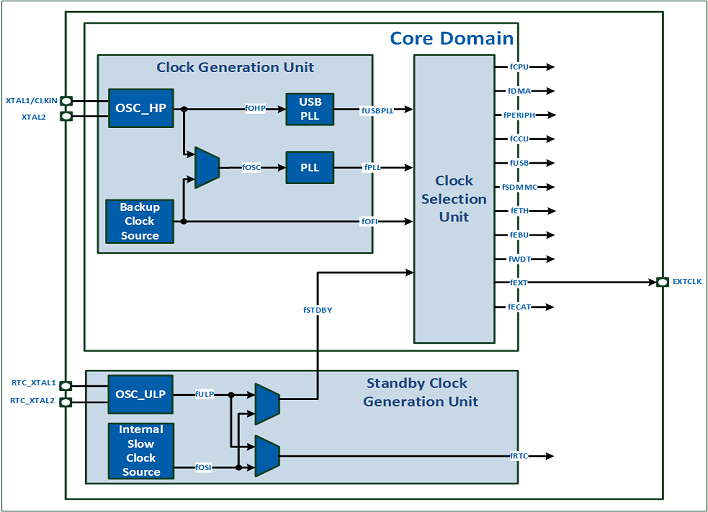 Core Domain
Clock Generation Unit
XTAL1/CLKIN
XTAL2
OSC_HP
fOHP
USB
PLL
fUSBPLL
fOSC
PLL
fPLL
Backup
Clock
Source
fOFI
Clock
Selection
Unit
fCPU
fDMA
fPERIPH
fCCU
fUSB
fSDMMC
fETH
fEBU
fWDT
fEXT
EXTCLK
fECAT
fSTDBY
RTC_XTAL1
RTC_XTAL2
OSC_ULP
fULP
Standby Clock
Generation Unit
Internal
Slow
Clock
Source
fOSI
fRTC